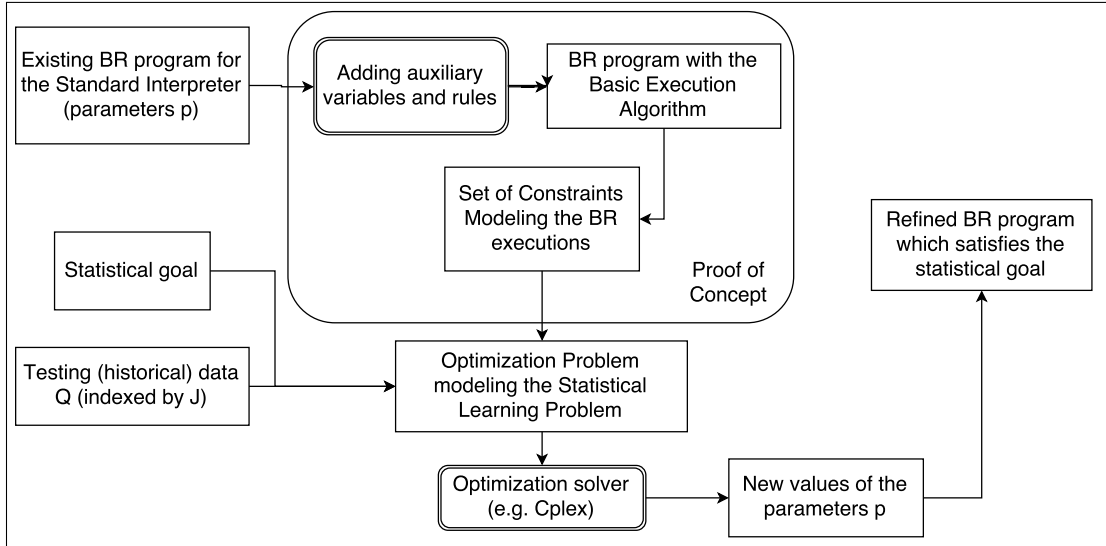 Existing BR program for
the Standard Interpreter
(parameters p)
Adding auxiliary
variables and rules
BR program with the
Basic Execution
Algorithm
Set of Constraints
Modeling the BR
executions
Proof of
Concept
Refined BR program
which satisfies the
statistical goal
Statistical goal
Testing (historical) data
Q (indexed by J)
Optimization Problem
modeling the Statistical
Learning Problem
Optimization solver
(e.g. Cplex)
New values of the
parameters p